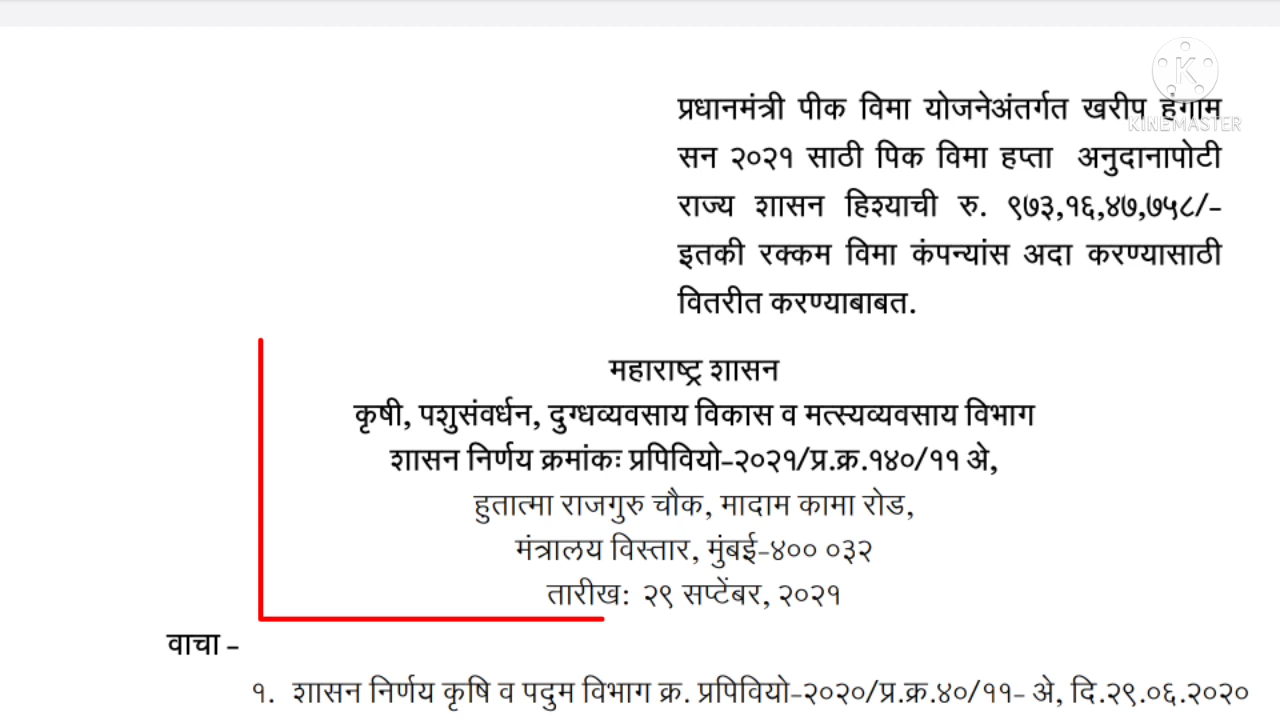 K
KINEMASTER
प्रधानमंत्री पीक विमा योजनेअंतर्गत खरीप हंगाम
सन २०२१ साठी पिक विमा हप्ता अनुदानापोटी
राज्य शासन हिश्याची रु. ९७३,१६,४७,७५८/-
इतकी रक्कम विमा कंपन्यांस अदा करण्यासाठी
वितरीत करण्याबाबत.
महाराष्ट्र शासन
कृषी, पशुसंवर्धन, दुग्धव्यवसाय विकास व मत्स्यव्यवसाय विभाग
शासन निर्णय क्रमांकः प्रपिवियो-२०२१/प्र.क्र.१४०/११ अे,
हुतात्मा राजगुरु चौक, मादाम कामा रोड,
मंत्रालय विस्तार, मुंबई-४०० ०३२
तारीख: २९ सप्टेंबर, २०२१
वाचा -
१. शासन निर्णय कृषि व पदुम विभाग क्र. प्रपिवियो-२०२०/प्र.क्र.४०/११- अे, दि.२९.०६.२०२०